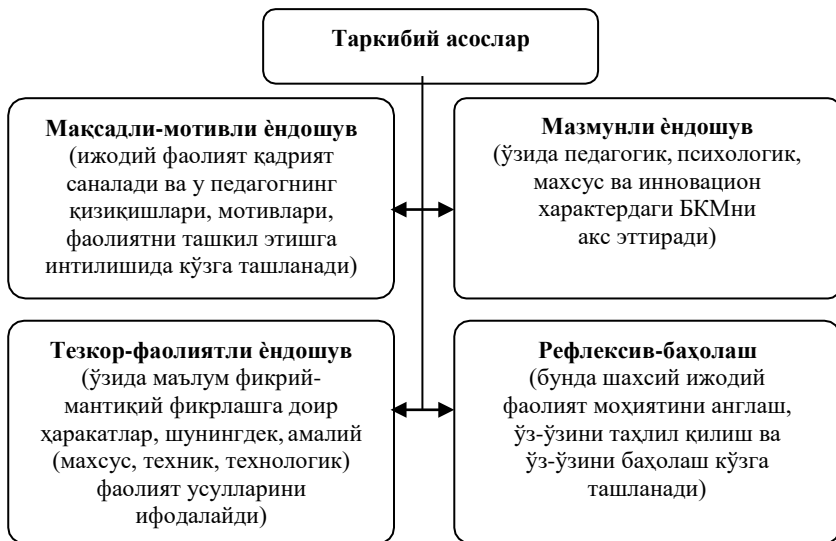 Таркибий асослар
Мақсадли-мотивли ѐндошув
(ижодий фаолият қадрият
саналади ва у педагогнинг
қизиқишлари, мотивлари,
фаолиятни ташкил этишга
интилишида кўзга ташланади)
Мазмунли ѐндошув
(ўзида педагогик, психологик,
махсус ва инновацион
характердаги БКМни
акс эттиради)
Тезкор-фаолиятли ѐндошув
(ўзида маълум фикрий-
мантиқий фикрлашга доир
ҳаракатлар, шунингдек, амалий
(махсус, техник, технологик)
фаолият усулларини
ифодалайди)
Рефлексив-баҳолаш
(бунда шахсий ижодий
фаолият моҳиятини англаш,
ўз-ўзини таҳлил қилиш ва
ўз-ўзини баҳолаш кўзга
ташланади)